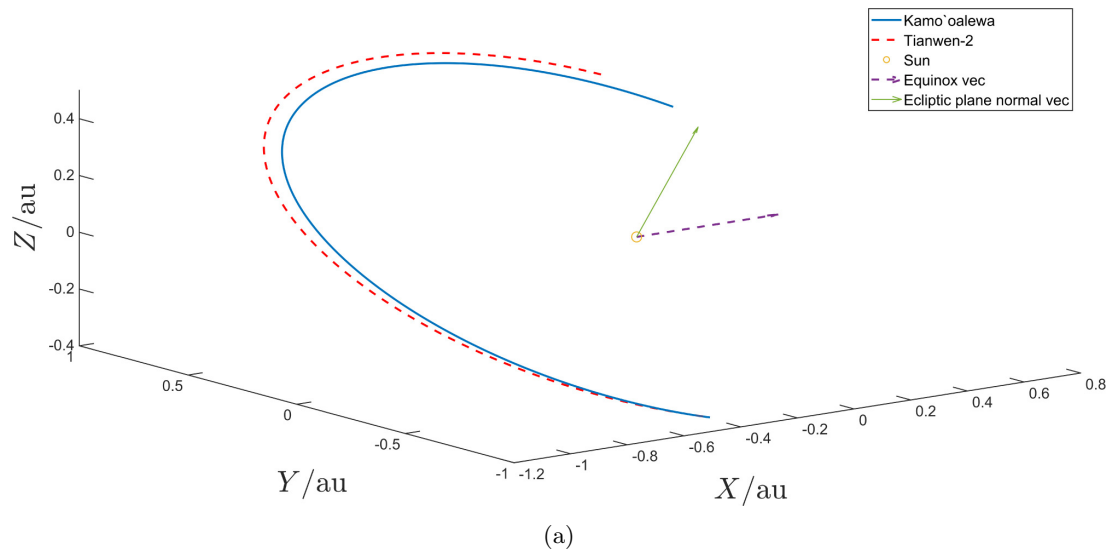 Kamo`oalewa
Tianwen-2
Sun
Equinox vec
Ecliptic plane normal vec
0.4
0.2
0
-0.2
-0.4
Z/au
1
0.5
0
-0.5
-1
Y/au
-1.2
-1
-0.8
-0.6
-0.4
-0.2
0
0.2
0.4
0.6
0.8
X/au
(a)